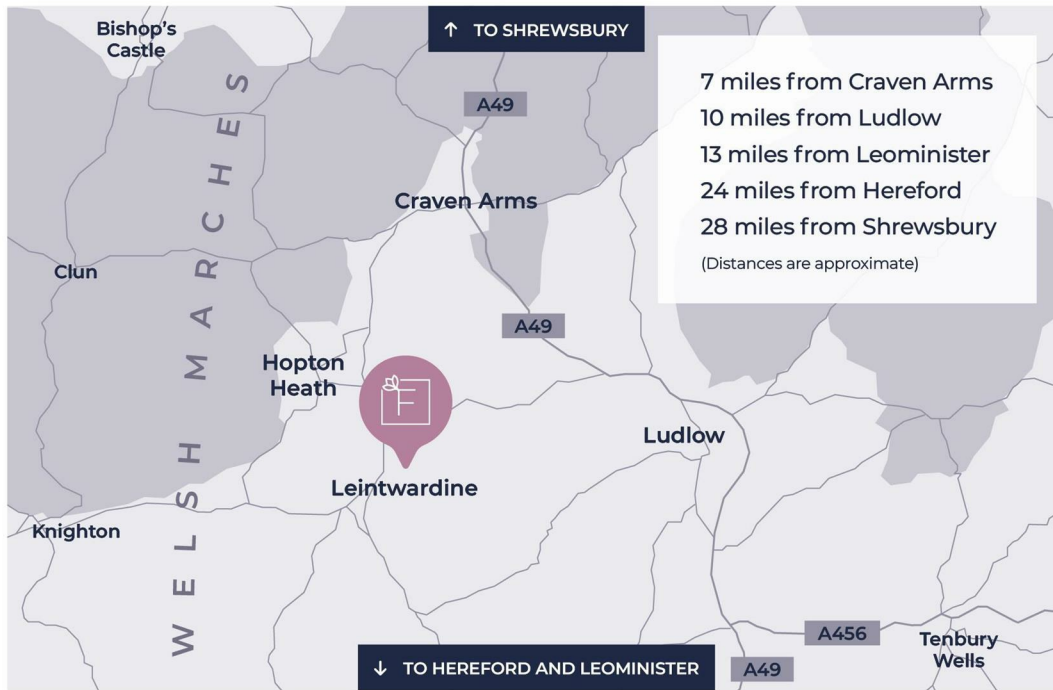 Bishop's
Castle
↑ TO SHREWSBURY
7 miles from Craven Arms
10 miles from Ludlow
13 miles from Leominister
24 miles from Hereford
28 miles from Shrewsbury
(Distances are approximate)
A49
Craven Arms
Clun
WELSH MARCHES
A49
Hopton
Heath
F
Ludlow
Leintwardine
Knighton
A456
Tenbury
Wells
↓ TO HEREFORD AND LEOMINISTER
A49